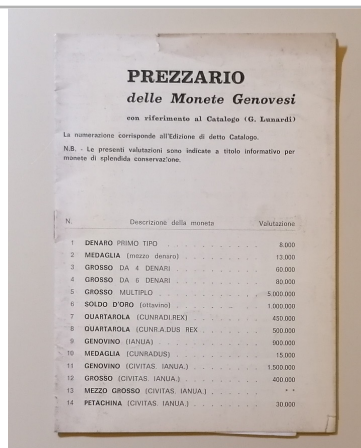 PREZZARIO
delle Monete Genovesi
con riferimento al Catalogo (G. Lunardi)
La numerazione corrisponde all'Edizione di detto Catalogo.
N.B. - Le presenti valutazioni sono indicate a titolo informativo per
monete di splendida conservazione.
N. Descrizione della moneta Valutazione
1 DENARO PRIMO TIPO . . . . . . . . . . 8.000
2 MEDAGLIA (mezzo denaro) . . . . . . . . . 13.000
3 GROSSO DA 4 DENARI . . . . . . . . . . 60.000
4 GROSSO DA 6 DENARI . . . . . . . . . . 80.000
5 GROSSO MULTIPLO . . . . . . . . . . 5.000.000
6 SOLDO D'ORO (ottavino) . . . . . . . . . 1.000.000
7 QUARTAROLA (CUNRADI.REX) . . . . . . . 450.000
8 QUARTAROLA (CUNR.A.DUS REX . . . . . . . 500.000
9 GENOVINO (IANUA) . . . . . . . . . . 900.000
10 MEDAGLIA (CUNRADUS) . . . . . . . . . 15.000
11 GENOVINO (CIVITAS. IANUA.) . . . . . . . 1.500.000
12 GROSSO (CIVITAS. IANUA.) . . . . . . . . 400.000
13 MEZZO GROSSO (CIVITAS. IANUA.) . . . . . . * *
14 PETACHINA (CIVITAS. IANUA.) . . . . . . . 30.000